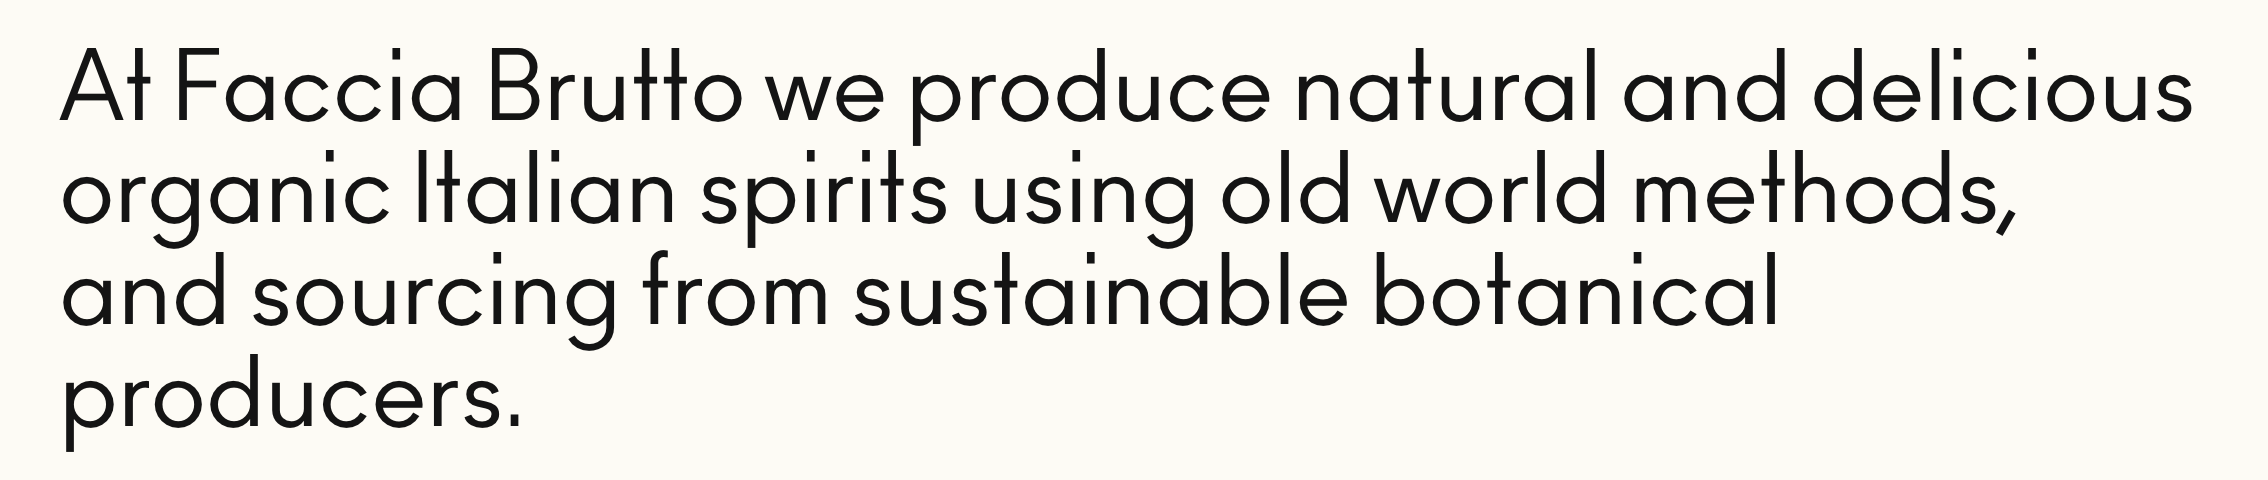 At Faccia Brutto we produce natural and delicious
organic Italian spirits using old world methods,
and sourcing from sustainable botanical
producers.